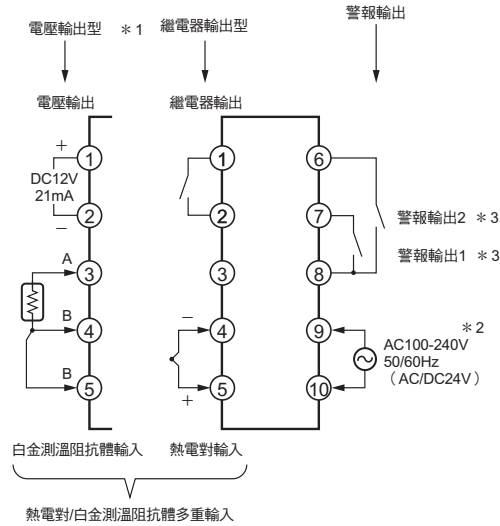 電壓輸出型 ＊1
繼電器輸出型
警報輸出
電壓輸出
繼電器輸出
＋
DC12V
21mA
－
A
B
B
1
2
3
4
5
1
2
3
4
5
－
＋
6
7
8
9
10
警報輸出2 ＊3
警報輸出1 ＊3
＊2
AC100-240V
50/60Hz
（AC/DC24V）
白金測溫阻抗體輸入
熱電對輸入
熱電對/白金測溫阻抗體多重輸入